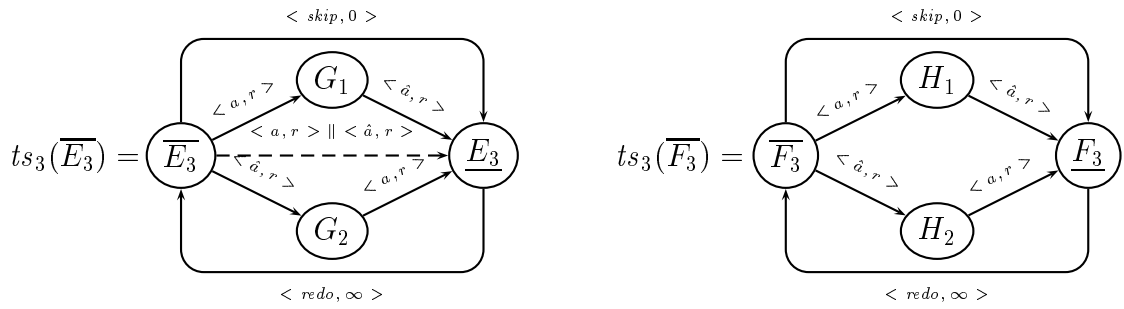 < skip, 0 >
< skip, 0 >
G₁
H₁
< a, r >
< â, r >
< a, r >
< â, r >
< a, r > ∥ < â, r >
ts₃(E̅₃) =
E̅₃
E̲₃
ts₃(F̅₃) =
F̅₃
F̲₃
< â, r >
< a, r >
< â, r >
< a, r >
G₂
H₂
< redo, ∞ >
< redo, ∞ >